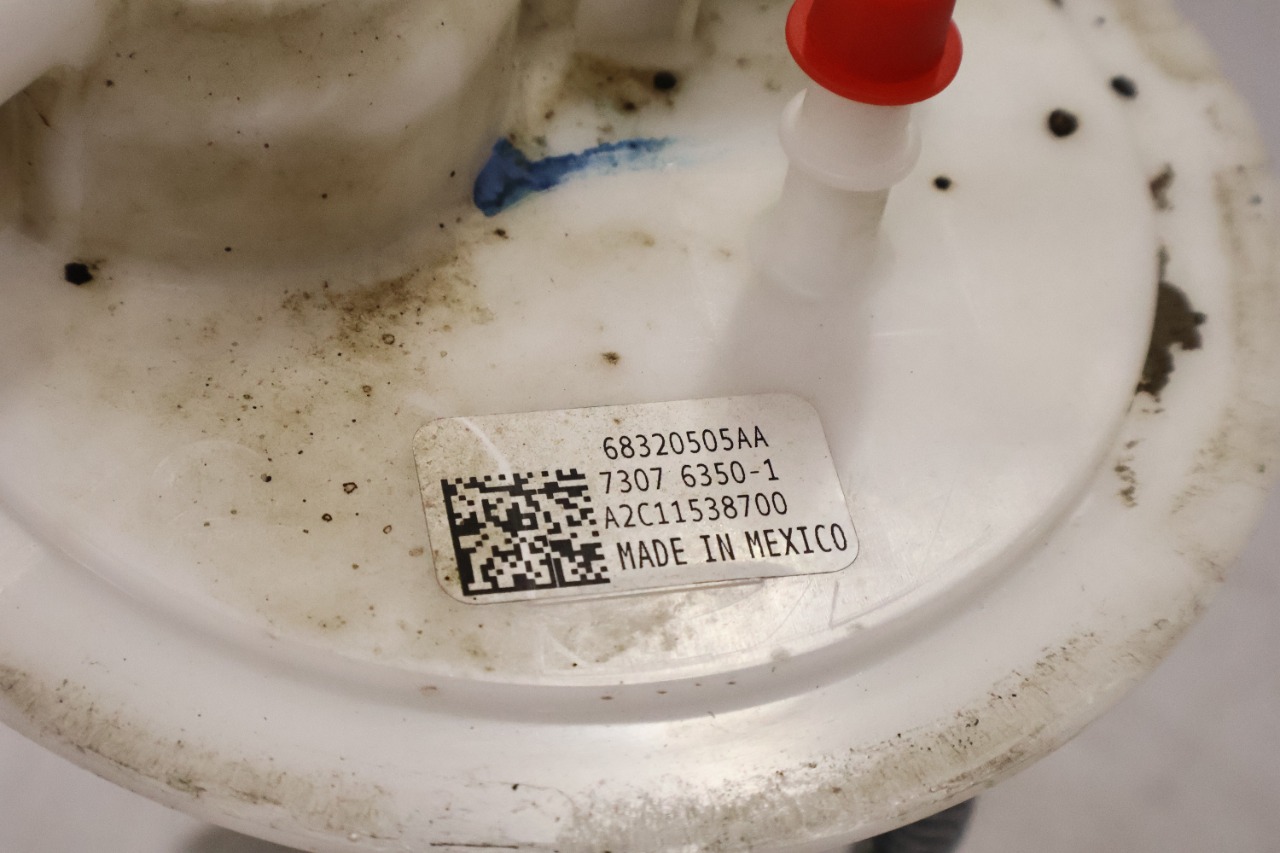 68320505AA
7307 6350-1
A2C11538700
MADE IN MEXICO